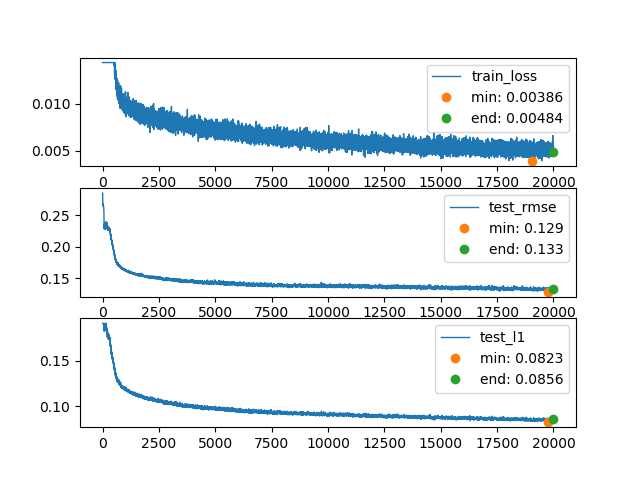 train_loss
min: 0.00386
end: 0.00484
0.010
0.005
0 2500 5000 7500 10000 12500 15000 17500 20000
test_rmse
min: 0.129
end: 0.133
0.25
0.20
0.15
0 2500 5000 7500 10000 12500 15000 17500 20000
test_l1
min: 0.0823
end: 0.0856
0.15
0.10
0 2500 5000 7500 10000 12500 15000 17500 20000